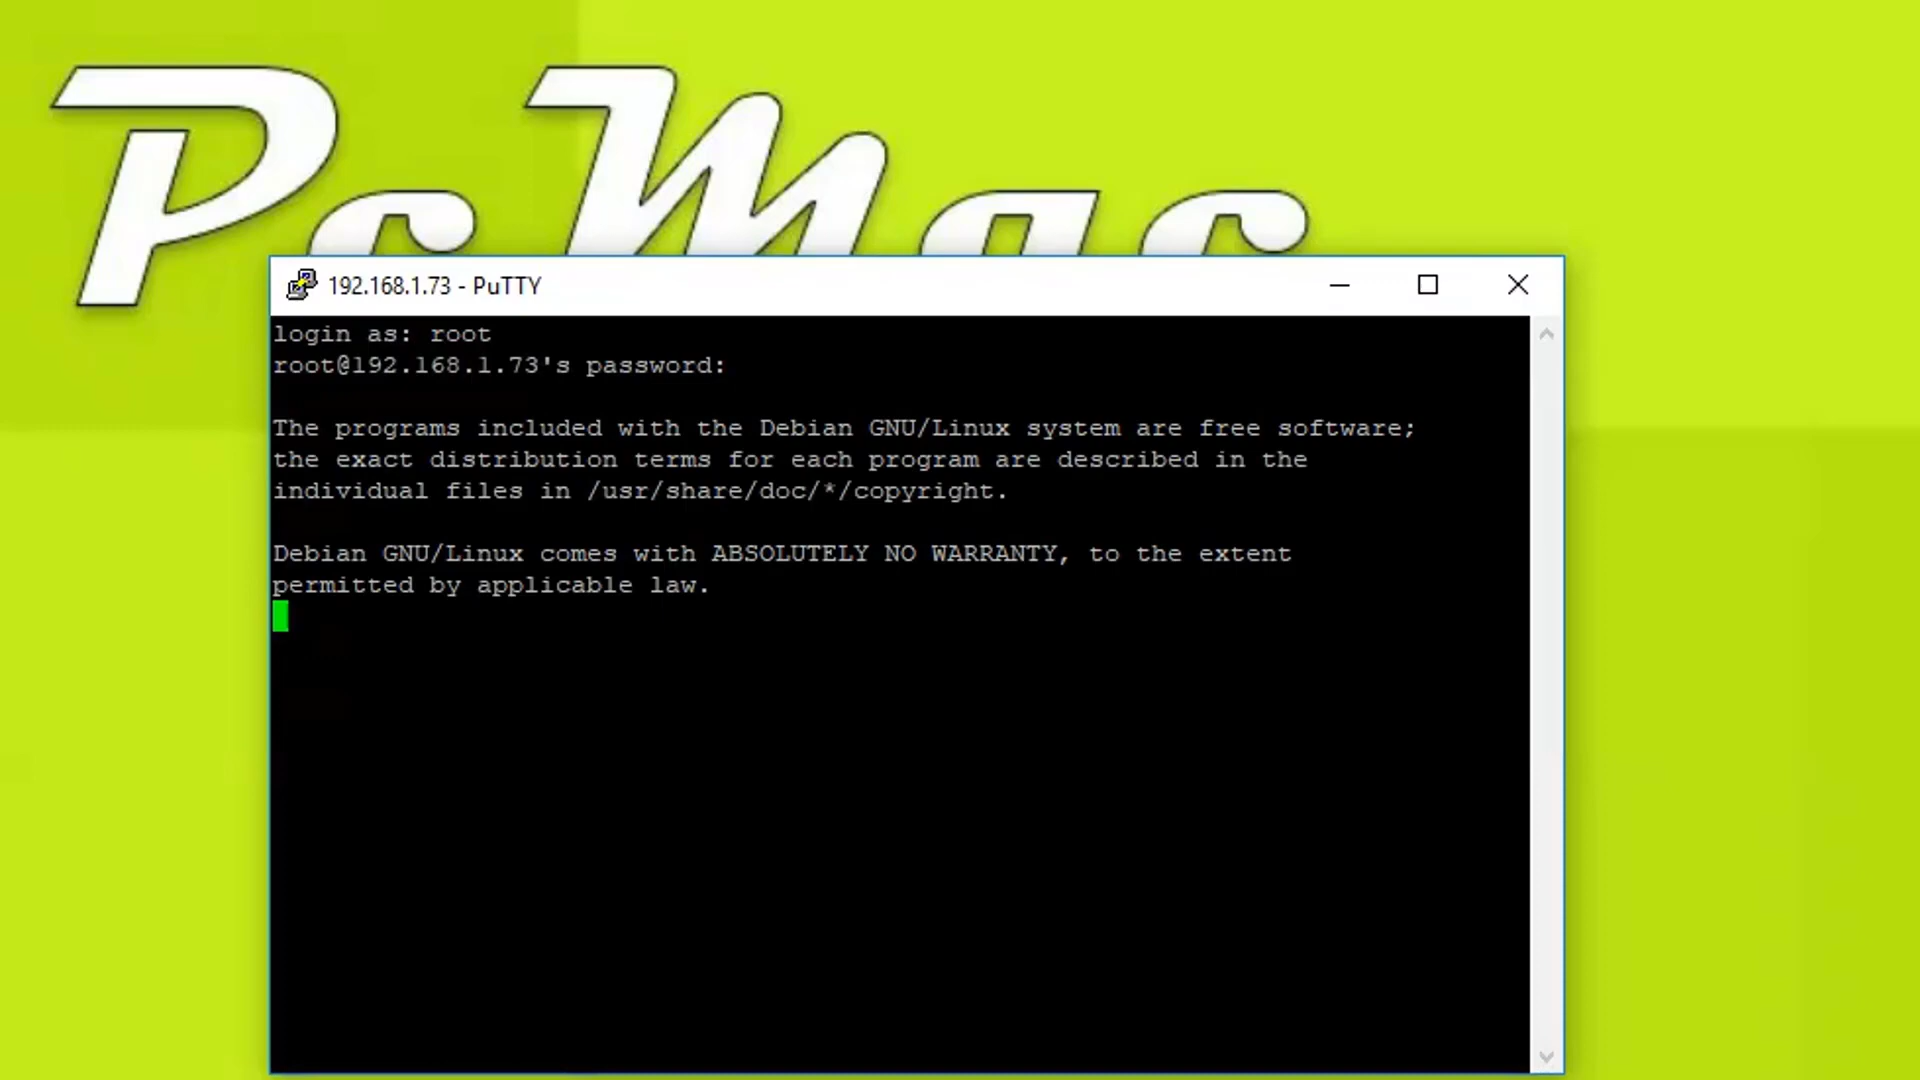 Pc Mac
192.168.1.73 - PuTTY
login as: root
root@192.168.1.73's password:
The programs included with the Debian GNU/Linux system are free software;
the exact distribution terms for each program are described in the
individual files in /usr/share/doc/*/copyright.
Debian GNU/Linux comes with ABSOLUTELY NO WARRANTY, to the extent
permitted by applicable law.